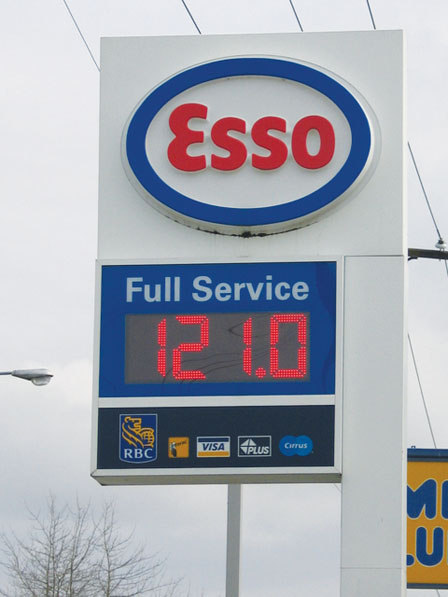 Esso
Full Service
121.0
RBC
VISA
PLUS
Cirrus